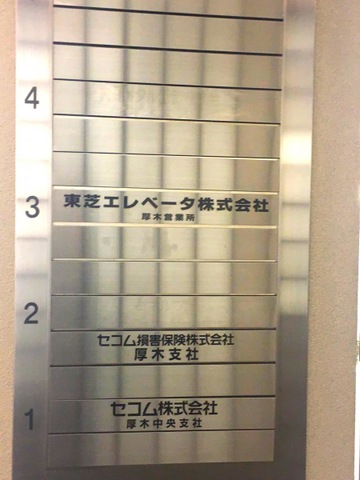 4
3
東芝エレベータ株式会社
厚木営業所
2
セコム損害保険株式会社
厚木支社
1
セコム株式会社
厚木中央支社